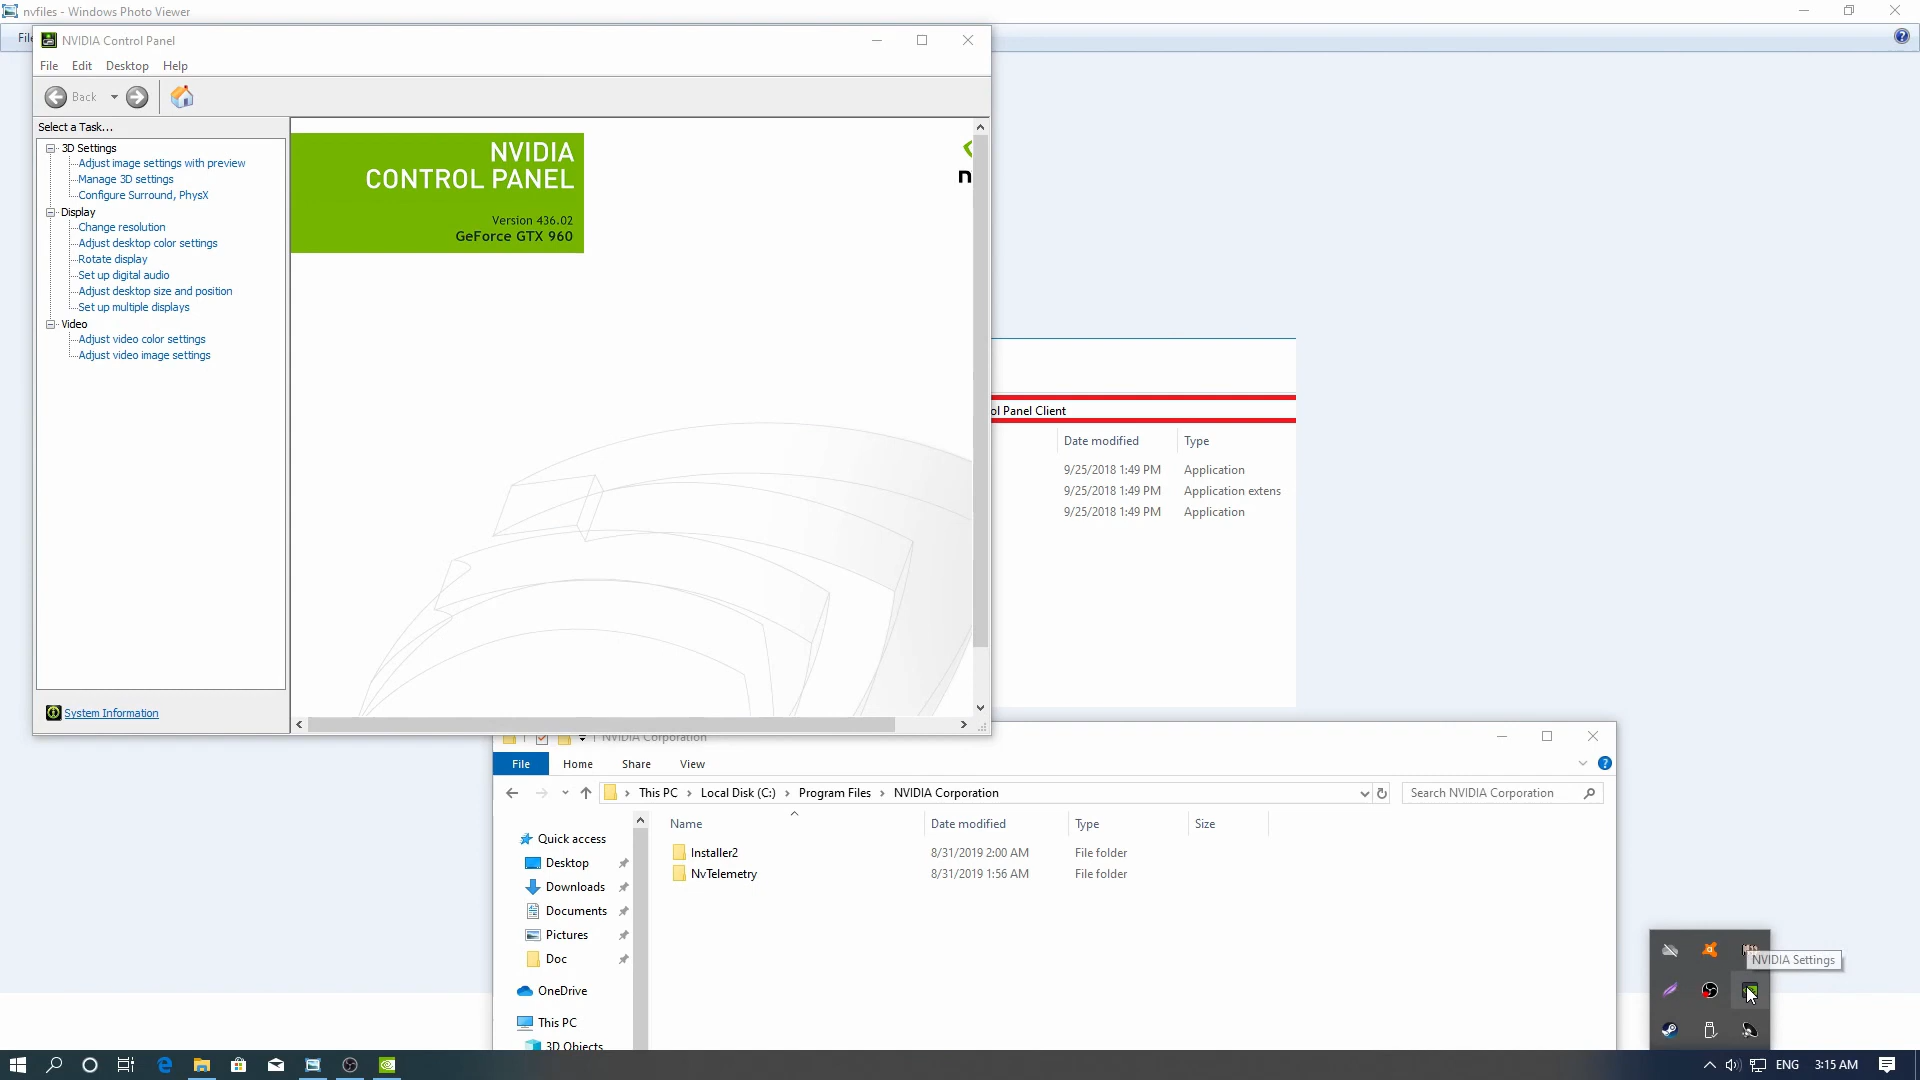 nvfiles - Windows Photo Viewer
File
NVIDIA Control Panel
File Edit Desktop Help
Back
Select a Task...
3D Settings
Adjust image settings with preview
Manage 3D settings
Configure Surround, PhysX
Display
Change resolution
Adjust desktop color settings
Rotate display
Set up digital audio
Adjust desktop size and position
Set up multiple displays
Video
Adjust video color settings
Adjust video image settings
System Information
NVIDIA
CONTROL PANEL
Version 436.02
GeForce GTX 960
n
ol Panel Client
Date modified Type
9/25/2018 1:49 PM Application
9/25/2018 1:49 PM Application extens
9/25/2018 1:49 PM Application
NVIDIA Corporation
File Home Share View
This PC Local Disk (C:) Program Files NVIDIA Corporation
Search NVIDIA Corporation
Name Date modified Type Size
Installer2 8/31/2019 2:00 AM File folder
NvTelemetry 8/31/2019 1:56 AM File folder
Quick access
Desktop
Downloads
Documents
Pictures
Doc
OneDrive
This PC
3D Objects
NVIDIA Settings
ENG 3:15 AM